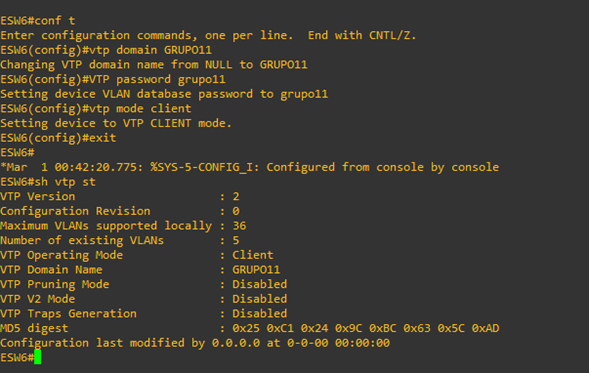 ESW6#conf t
Enter configuration commands, one per line.  End with CNTL/Z.
ESW6(config)#vtp domain GRUPO11
Changing VTP domain name from NULL to GRUPO11
ESW6(config)#VTP password grupo11
Setting device VLAN database password to grupo11
ESW6(config)#vtp mode client
Setting device to VTP CLIENT mode.
ESW6(config)#exit
ESW6#
*Mar  1 00:42:20.775: %SYS-5-CONFIG_I: Configured from console by console
ESW6#sh vtp st
VTP Version                     : 2
Configuration Revision          : 0
Maximum VLANs supported locally : 36
Number of existing VLANs        : 5
VTP Operating Mode              : Client
VTP Domain Name                 : GRUPO11
VTP Pruning Mode                : Disabled
VTP V2 Mode                     : Disabled
VTP Traps Generation            : Disabled
MD5 digest                      : 0x25 0xC1 0x24 0x9C 0xBC 0x63 0x5C 0xAD
Configuration last modified by 0.0.0.0 at 0-0-00 00:00:00
ESW6#